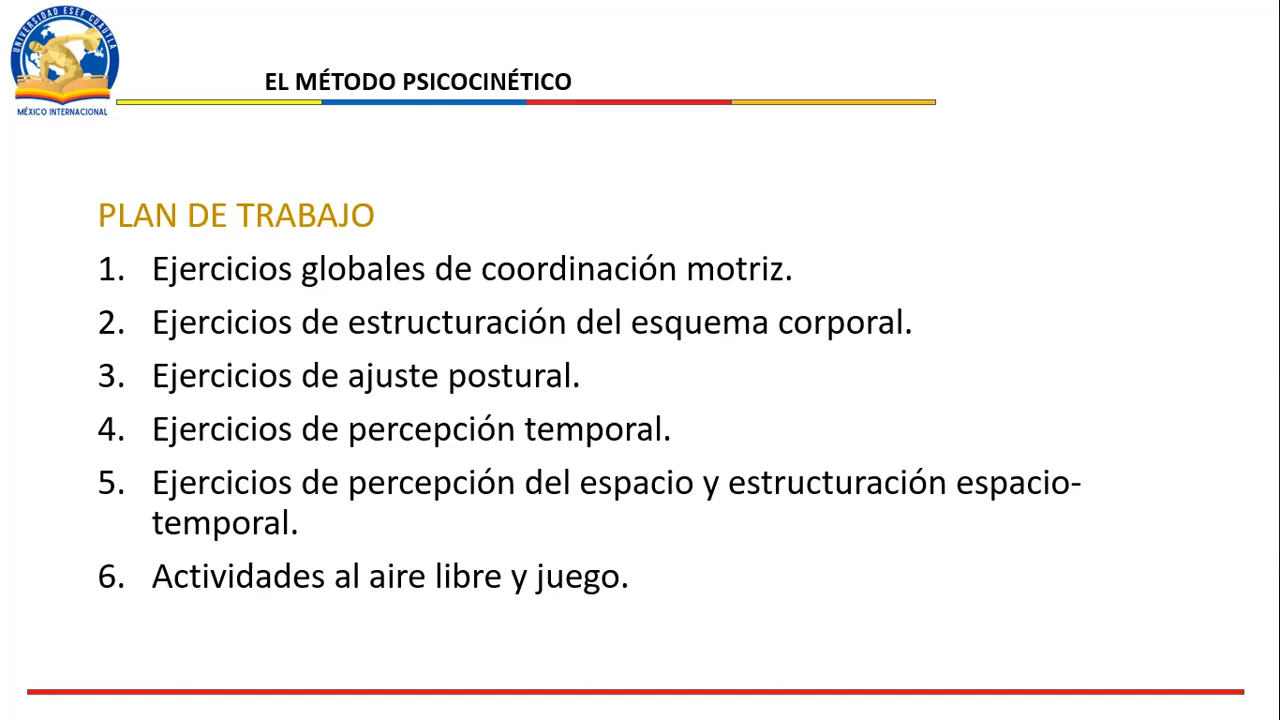 UNIVERSIDAD ESEF CUAUTLA
MÉXICO INTERNACIONAL
EL MÉTODO PSICOCINÉTICO
PLAN DE TRABAJO
1. Ejercicios globales de coordinación motriz.
2. Ejercicios de estructuración del esquema corporal.
3. Ejercicios de ajuste postural.
4. Ejercicios de percepción temporal.
5. Ejercicios de percepción del espacio y estructuración espacio-
temporal.
6. Actividades al aire libre y juego.